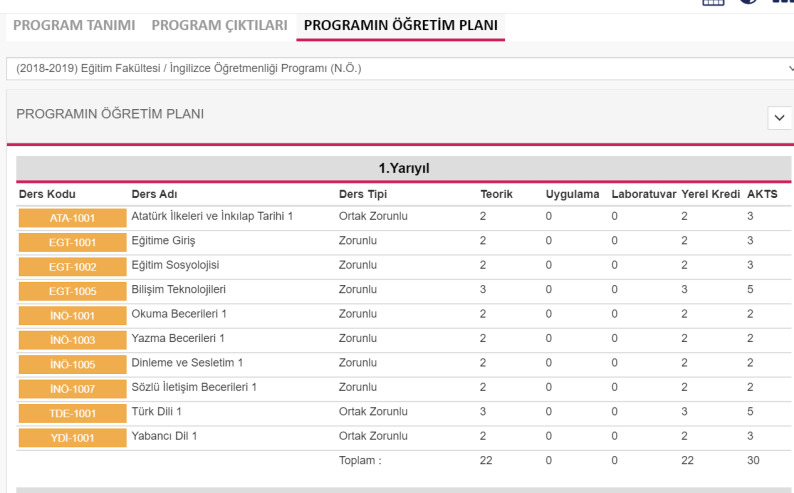 PROGRAM TANIMI PROGRAM ÇIKTILARI PROGRAMIN ÖĞRETİM PLANI
(2018-2019) Eğitim Fakültesi / İngilizce Öğretmenliği Programı (N.Ö.)
PROGRAMIN ÖĞRETİM PLANI
1.Yarıyıl
Ders Kodu Ders Adı Ders Tipi Teorik Uygulama Laboratuvar Yerel Kredi AKTS
ATA-1001 Atatürk İlkeleri ve İnkılap Tarihi 1 Ortak Zorunlu 2 0 0 2 3
EGT-1001 Eğitime Giriş Zorunlu 2 0 0 2 3
EGT-1002 Eğitim Sosyolojisi Zorunlu 2 0 0 2 3
EGT-1005 Bilişim Teknolojileri Zorunlu 3 0 0 3 5
İNÖ-1001 Okuma Becerileri 1 Zorunlu 2 0 0 2 2
İNÖ-1003 Yazma Becerileri 1 Zorunlu 2 0 0 2 2
İNÖ-1005 Dinleme ve Sesletim 1 Zorunlu 2 0 0 2 2
İNÖ-1007 Sözlü İletişim Becerileri 1 Zorunlu 2 0 0 2 2
TDE-1001 Türk Dili 1 Ortak Zorunlu 3 0 0 3 5
YDİ-1001 Yabancı Dil 1 Ortak Zorunlu 2 0 0 2 3
Toplam : 22 0 0 22 30